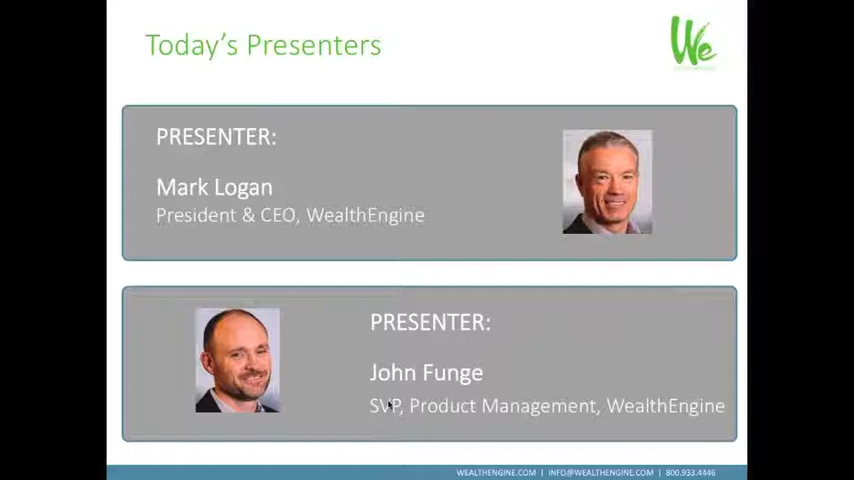 Today's Presenters
We
PRESENTER:
Mark Logan
President & CEO, WealthEngine
PRESENTER:
John Funge
SVP, Product Management, WealthEngine
WEALTHENGINE.COM | INFO@WEALTHENGINE.COM | 800.933.4446